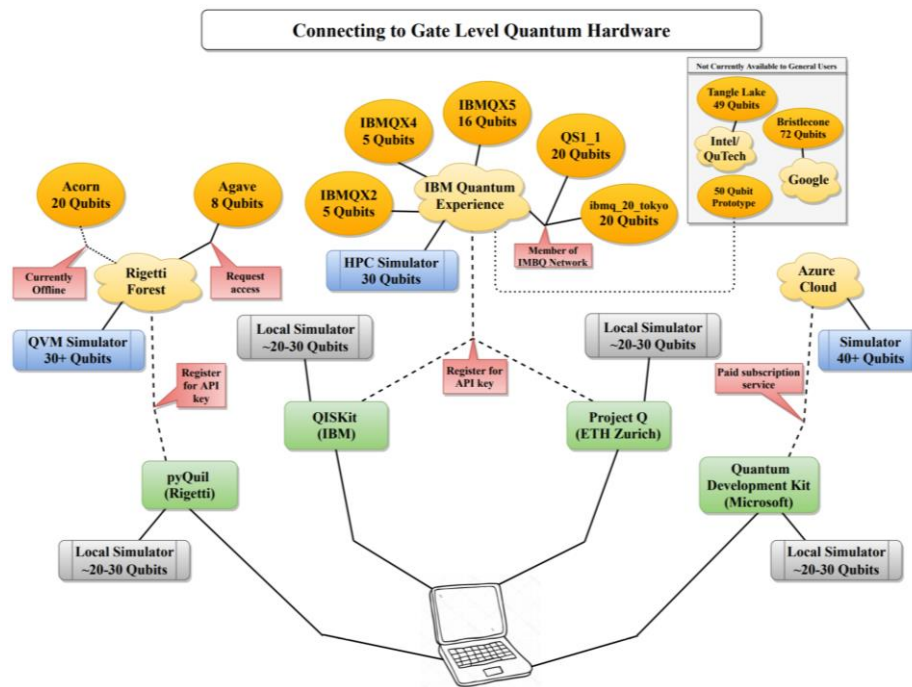 Connecting to Gate Level Quantum Hardware
Not Currently Available to General Users
Tangle Lake
49 Qubits
Bristlecone
72 Qubits
Intel/
QuTech
Google
50 Qubit
Prototype
IBMQX4
5 Qubits
IBMQX5
16 Qubits
QS1_1
20 Qubits
IBMQX2
5 Qubits
IBM Quantum
Experience
ibmq_20_tokyo
20 Qubits
Member of
IMBQ Network
HPC Simulator
30 Qubits
Acorn
20 Qubits
Agave
8 Qubits
Currently
Offline
Rigetti
Forest
Request
access
QVM Simulator
30+ Qubits
Azure
Cloud
Simulator
40+ Qubits
Local Simulator
~20-30 Qubits
Local Simulator
~20-30 Qubits
Register
for API
key
Register for
API key
Paid subscription
service
QISKit
(IBM)
Project Q
(ETH Zurich)
pyQuil
(Rigetti)
Quantum
Development Kit
(Microsoft)
Local Simulator
~20-30 Qubits
Local Simulator
~20-30 Qubits